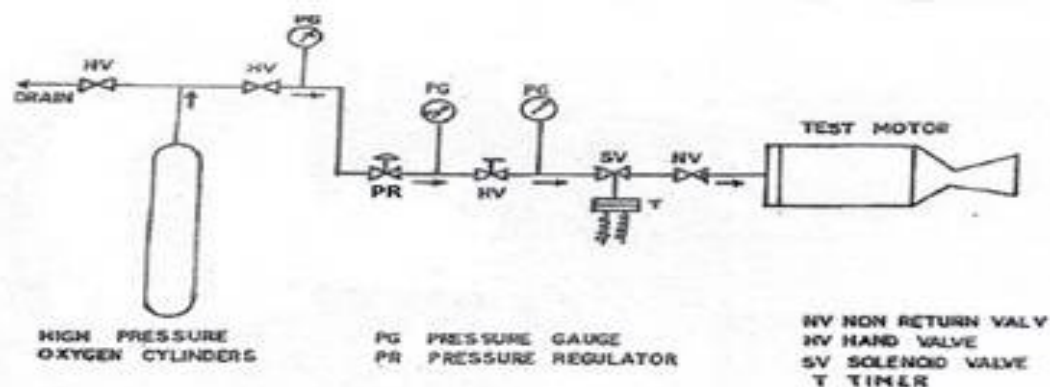 PG
HV
HV
DRAIN
PG
PG
TEST MOTOR
SV
NV
PR
HV
T
HIGH PRESSURE
OXYGEN CYLINDERS
PG PRESSURE GAUGE
PR PRESSURE REGULATOR
NV NON RETURN VALV
HV HAND VALVE
SV SOLENOID VALVE
T TIMER